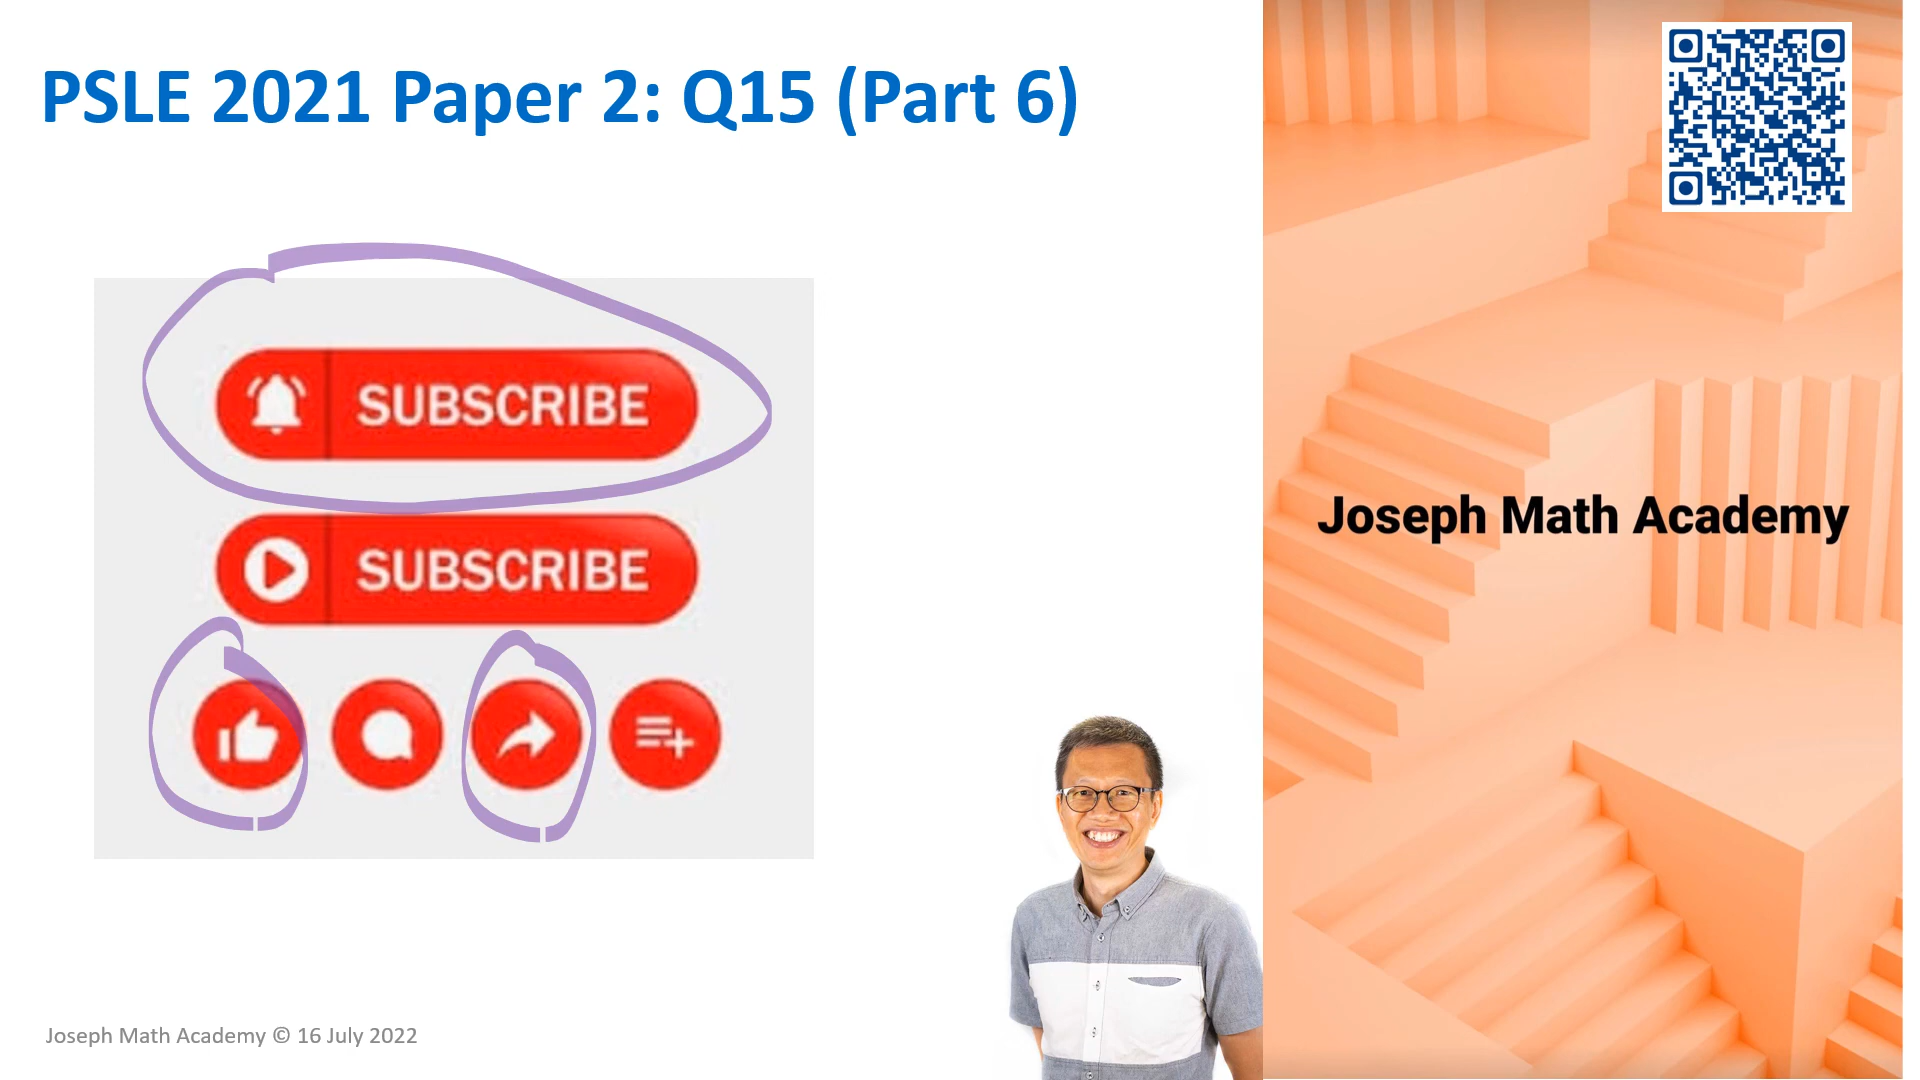 PSLE 2021 Paper 2: Q15 (Part 6)
SUBSCRIBE
SUBSCRIBE
Joseph Math Academy
Joseph Math Academy © 16 July 2022